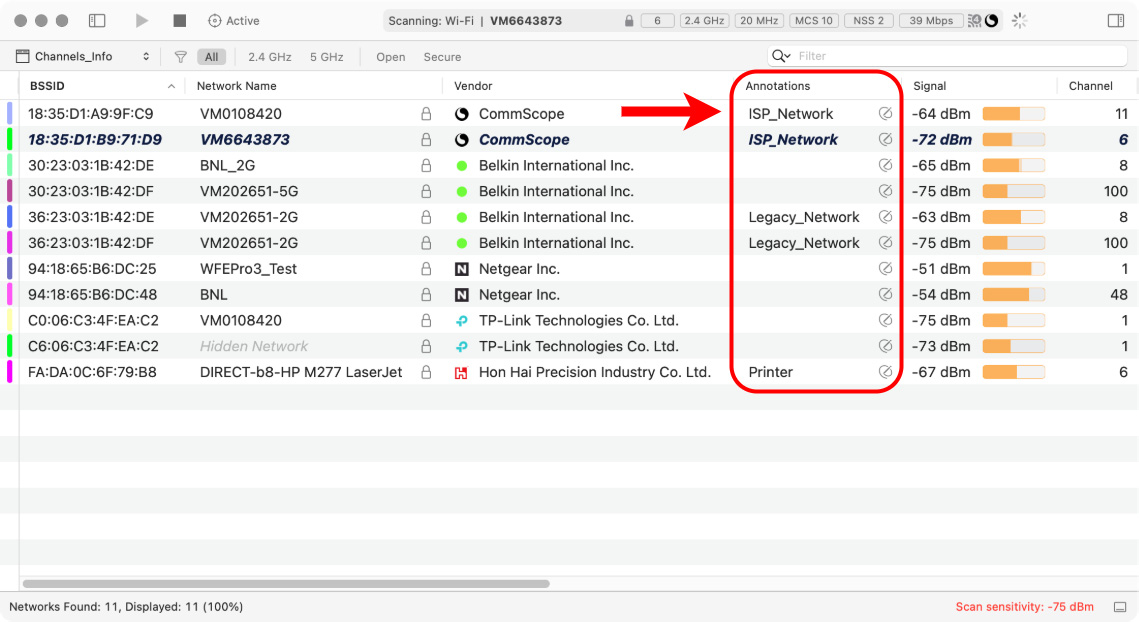 Active Scanning: Wi-Fi | VM6643873 6 2.4 GHz 20 MHz MCS 10 NSS 2 39 Mbps
Channels_Info All 2.4 GHz 5 GHz Open Secure Filter
BSSID Network Name Vendor Annotations Signal Channel
18:35:D1:A9:9F:C9 VM0108420 CommScope ISP_Network -64 dBm 11
18:35:D1:B9:71:D9 VM6643873 CommScope ISP_Network -72 dBm 6
30:23:03:1B:42:DE BNL_2G Belkin International Inc. -65 dBm 8
30:23:03:1B:42:DF VM202651-5G Belkin International Inc. -75 dBm 100
36:23:03:1B:42:DE VM202651-2G Belkin International Inc. Legacy_Network -63 dBm 8
36:23:03:1B:42:DF VM202651-2G Belkin International Inc. Legacy_Network -75 dBm 100
94:18:65:B6:DC:25 WFEPro3_Test N Netgear Inc. -51 dBm 1
94:18:65:B6:DC:48 BNL N Netgear Inc. -54 dBm 48
C0:06:C3:4F:EA:C2 VM0108420 TP-Link Technologies Co. Ltd. -75 dBm 1
C6:06:C3:4F:EA:C2 Hidden Network TP-Link Technologies Co. Ltd. -73 dBm 1
FA:DA:0C:6F:79:B8 DIRECT-b8-HP M277 LaserJet Hon Hai Precision Industry Co. Ltd. Printer -67 dBm 6
Networks Found: 11, Displayed: 11 (100%) Scan sensitivity: -75 dBm